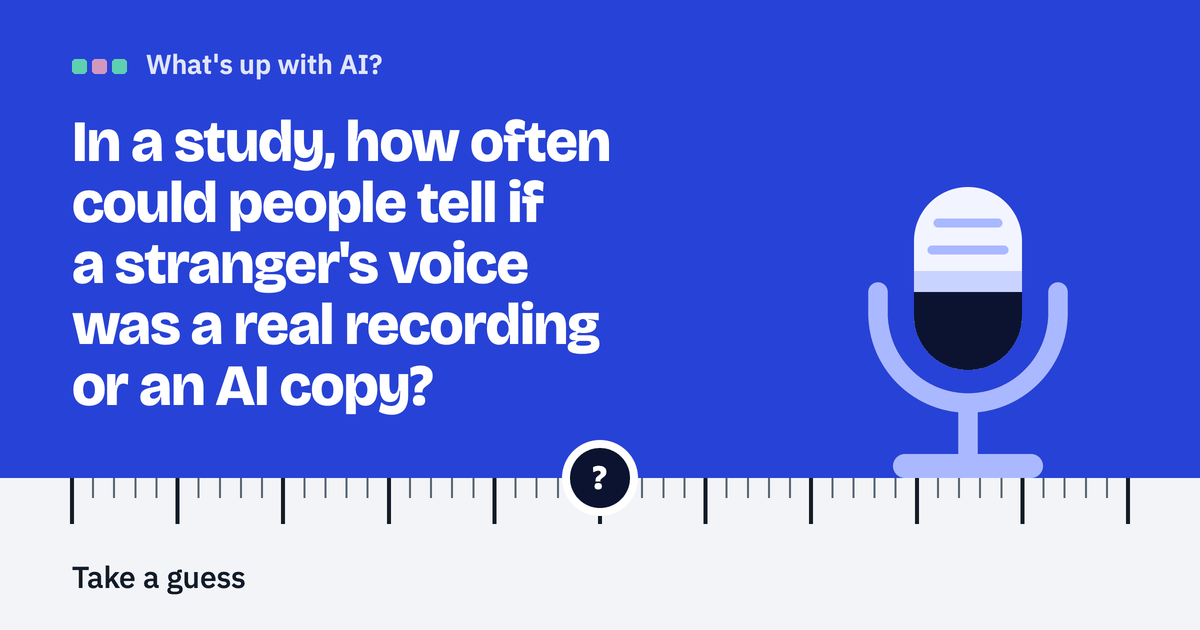 What's up with AI?
In a study, how often
could people tell if
a stranger's voice
was a real recording
or an AI copy?
?
Take a guess